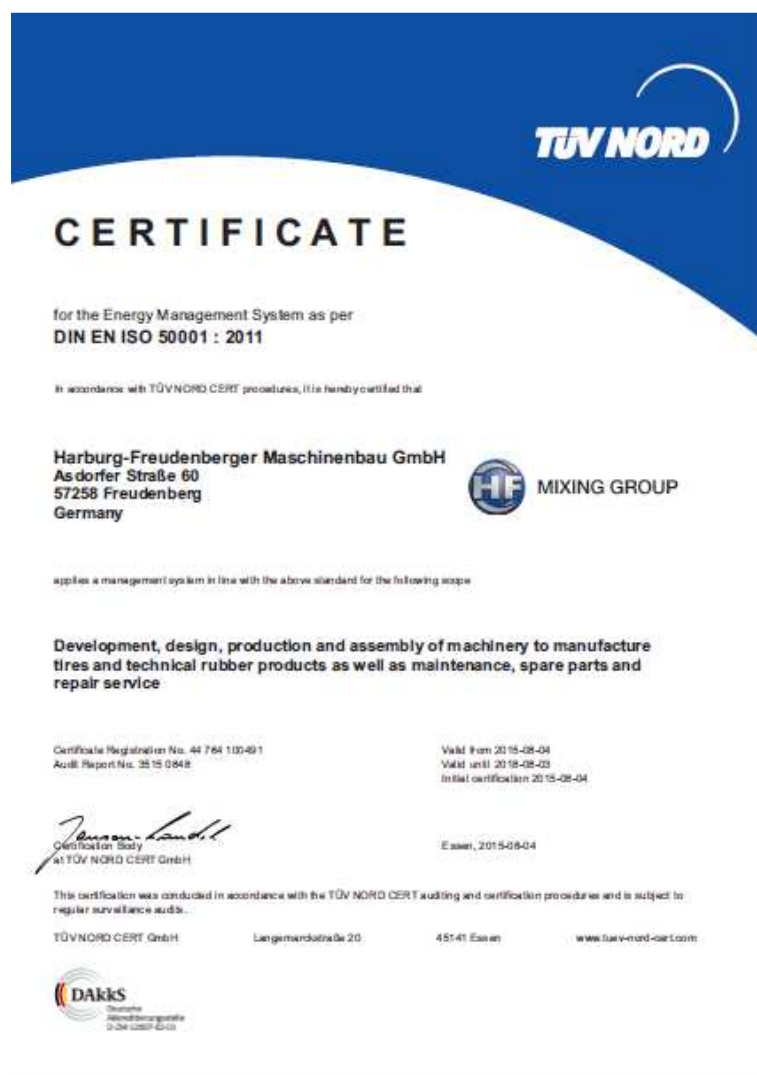 TÜV NORD
CERTIFICATE
for the Energy Management System as per
DIN EN ISO 50001 : 2011
In accordance with TÜV NORD CERT procedures, it is hereby certified that
Harburg-Freudenberger Maschinenbau GmbH
Asdorfer Straße 60
57258 Freudenberg
Germany
HF MIXING GROUP
applies a management system in line with the above standard for the following scope
Development, design, production and assembly of machinery to manufacture
tires and technical rubber products as well as maintenance, spare parts and
repair service
Certificate Registration No. 44 764 100491
Audit Report No. 3515 0848
Valid from 2015-08-04
Valid until 2018-08-03
Initial certification 2015-08-04
Certification Body
at TÜV NORD CERT GmbH
Essen, 2015-08-04
This certification was conducted in accordance with the TÜV NORD CERT auditing and certification procedures and is subject to
regular surveillance audits.
TÜV NORD CERT GmbH Langemarckstraße 20 45141 Essen www.tuev-nord-cert.com
DAkkS
Deutsche
Akkreditierungsstelle